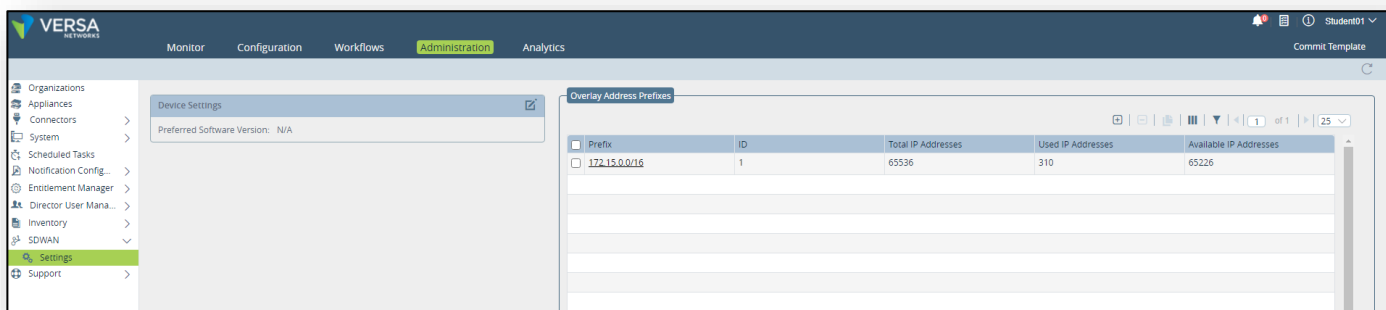 VERSA
NETWORKS
Student01
Monitor Configuration Workflows Administration Analytics
Commit Template
Organizations
Appliances
Connectors
System
Scheduled Tasks
Notification Config...
Entitlement Manager
Director User Mana...
Inventory
SDWAN
Settings
Support
Device Settings
Preferred Software Version: N/A
Overlay Address Prefixes
1 of 1 25
Prefix ID Total IP Addresses Used IP Addresses Available IP Addresses
172.15.0.0/16 1 65536 310 65226